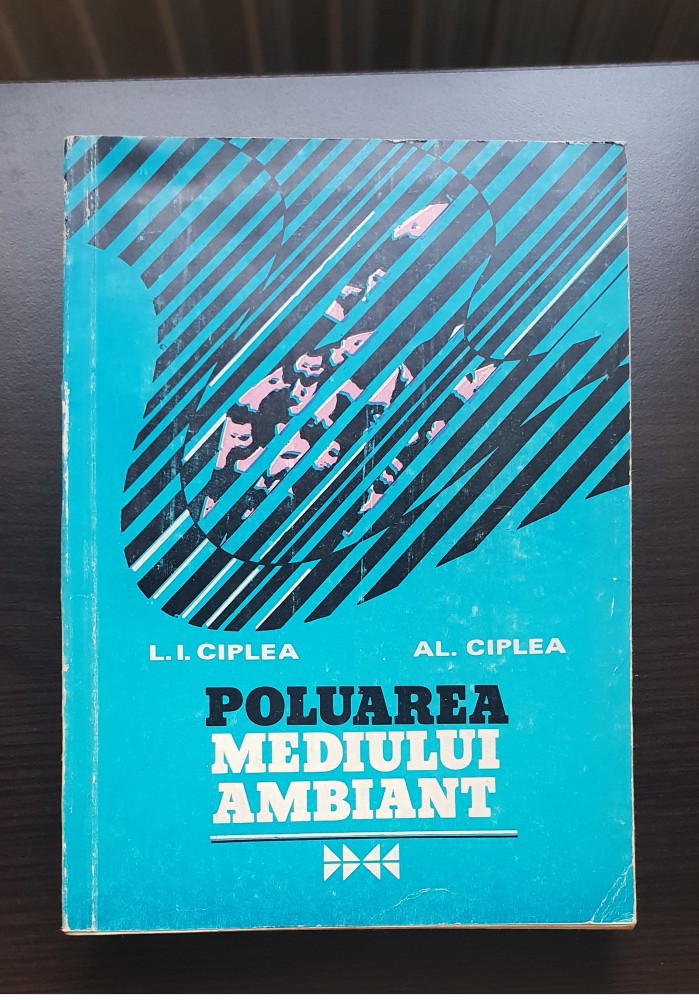 L.I. CIPLEA AL. CIPLEA
POLUAREA
MEDIULUI
AMBIANT